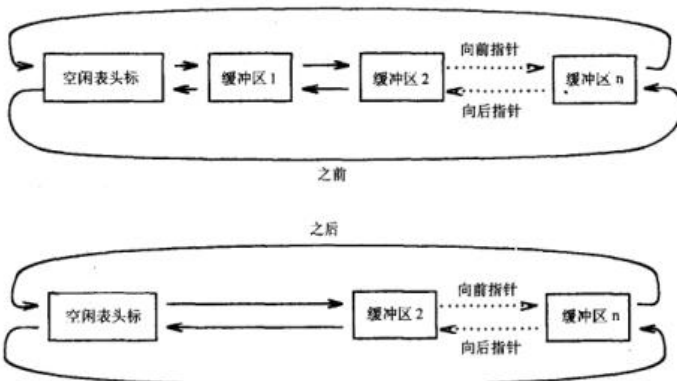 向前指针
空闲表头标 缓冲区 1 缓冲区 2 缓冲区 n
向后指针
之前
之后
向前指针
空闲表头标 缓冲区 2 缓冲区 n
向后指针